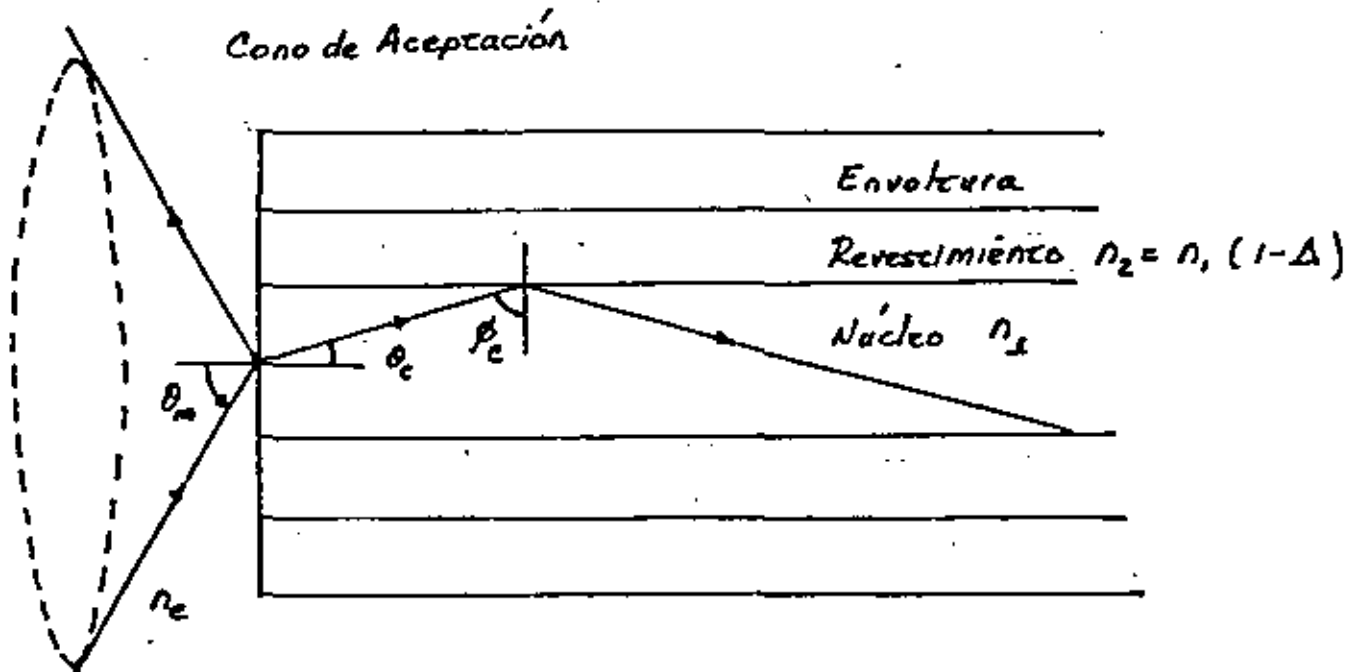 Cono de Aceptación
Envoltura
Revestimiento n₂ = n₁ (1-Δ)
Núcleo n₁
θc
ϕc
θm
ne